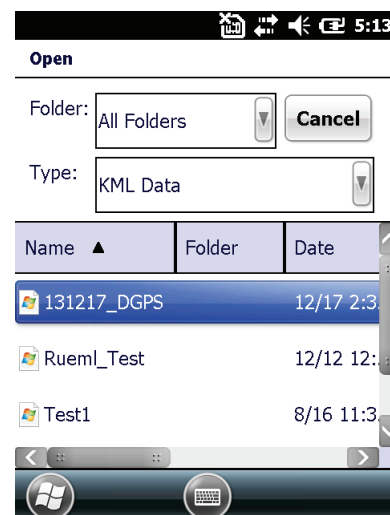 5:13
Open
Folder: All Folders Cancel
Type: KML Data
Name ▲ Folder Date
131217_DGPS 12/17 2:3
Rueml_Test 12/12 12:
Test1 8/16 11:3